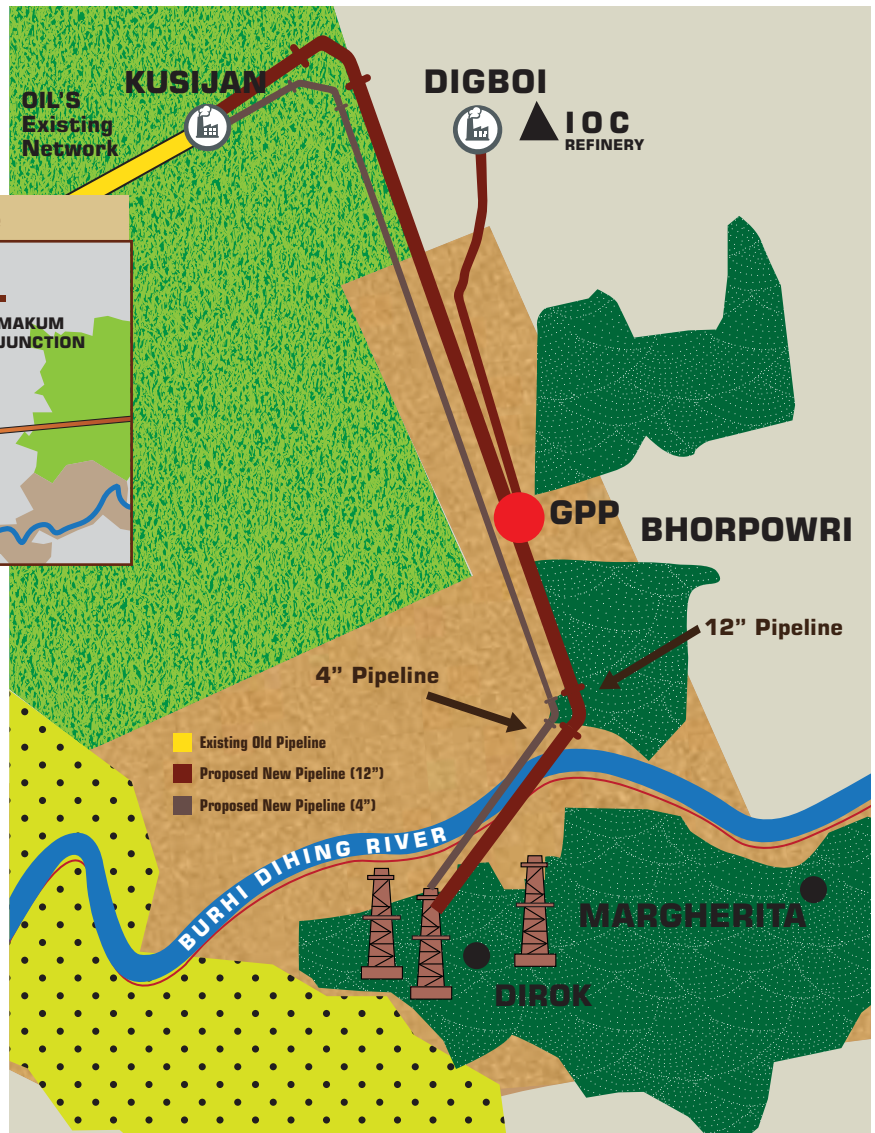 KUSIJAN
DIGBOI
OIL'S
Existing
Network
IOC
REFINERY
MAKUM
JUNCTION
GPP
BHORPOWRI
12” Pipeline
4” Pipeline
Existing Old Pipeline
Proposed New Pipeline (12”)
Proposed New Pipeline (4”)
BURHI DIHING RIVER
MARGHERITA
DIROK